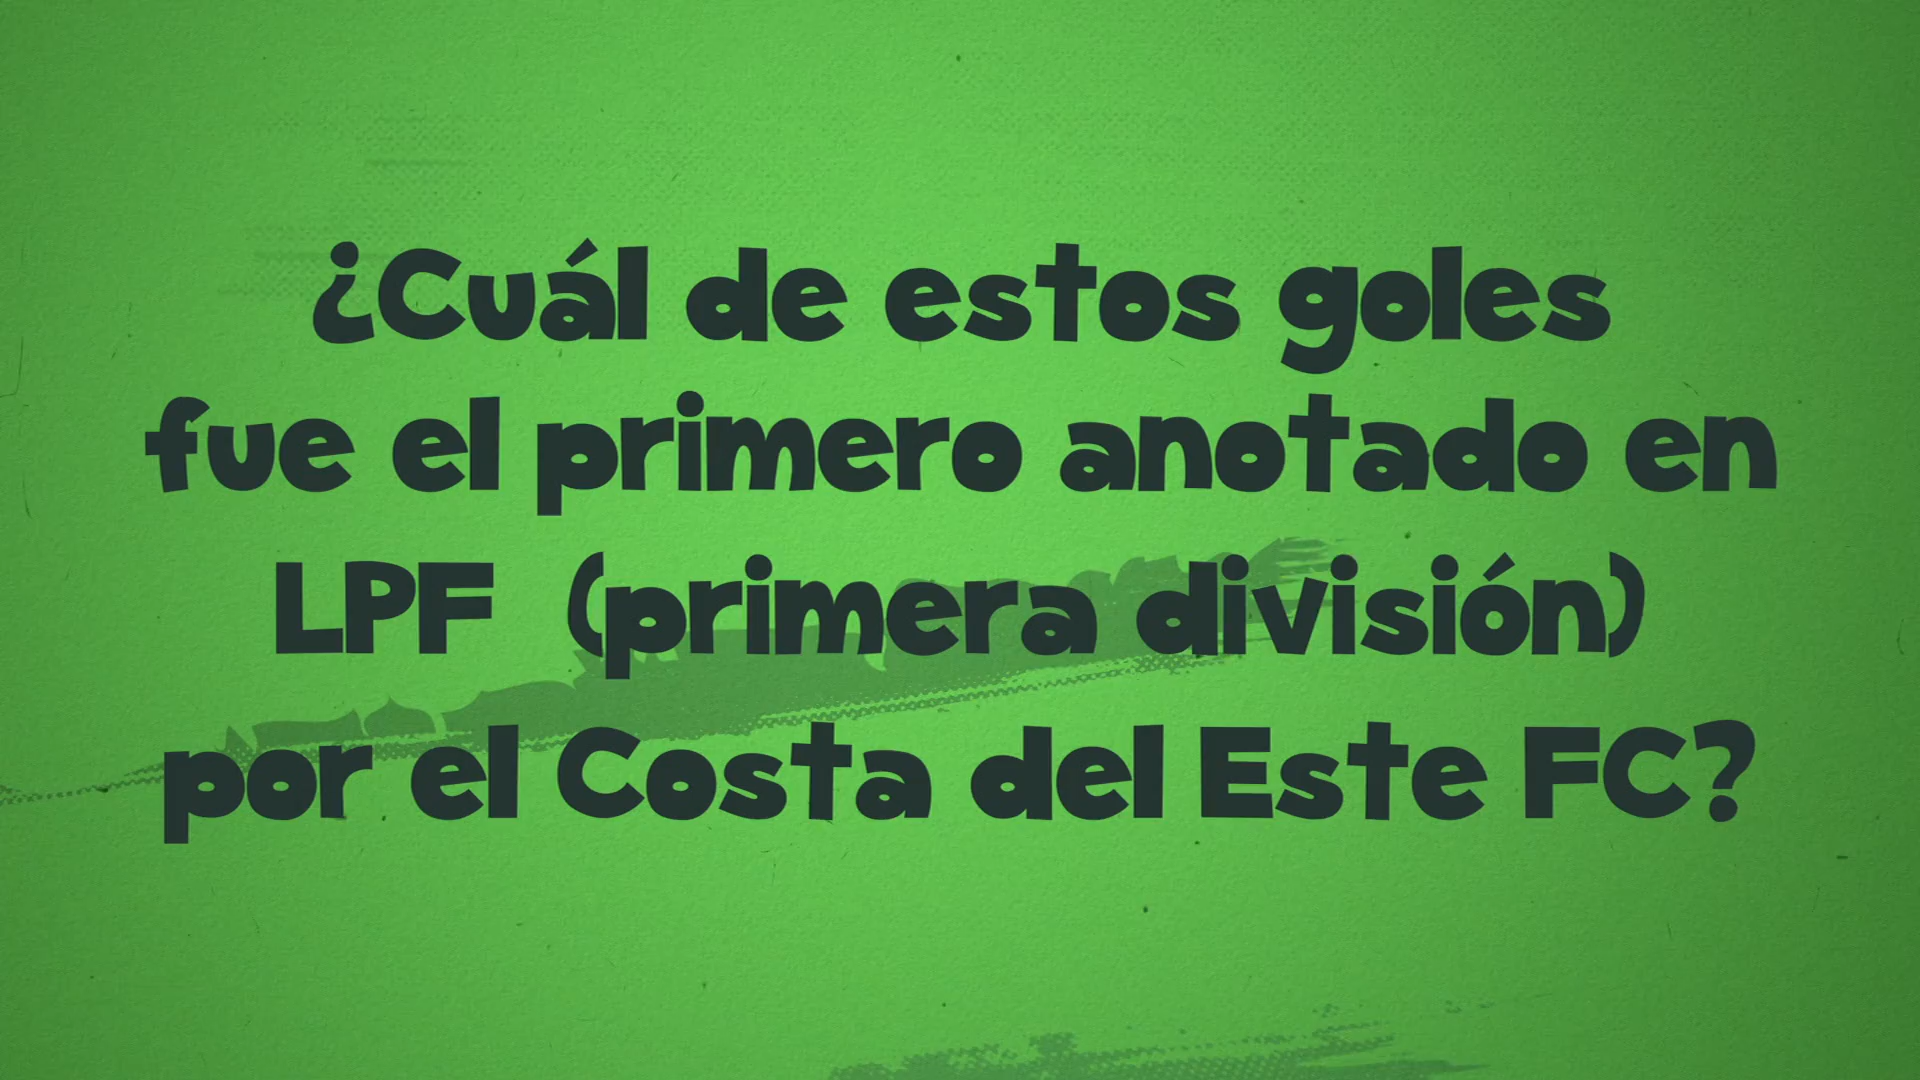 ¿Cuál de estos goles
fue el primero anotado en
LPF (primera división)
por el Costa del Este FC?